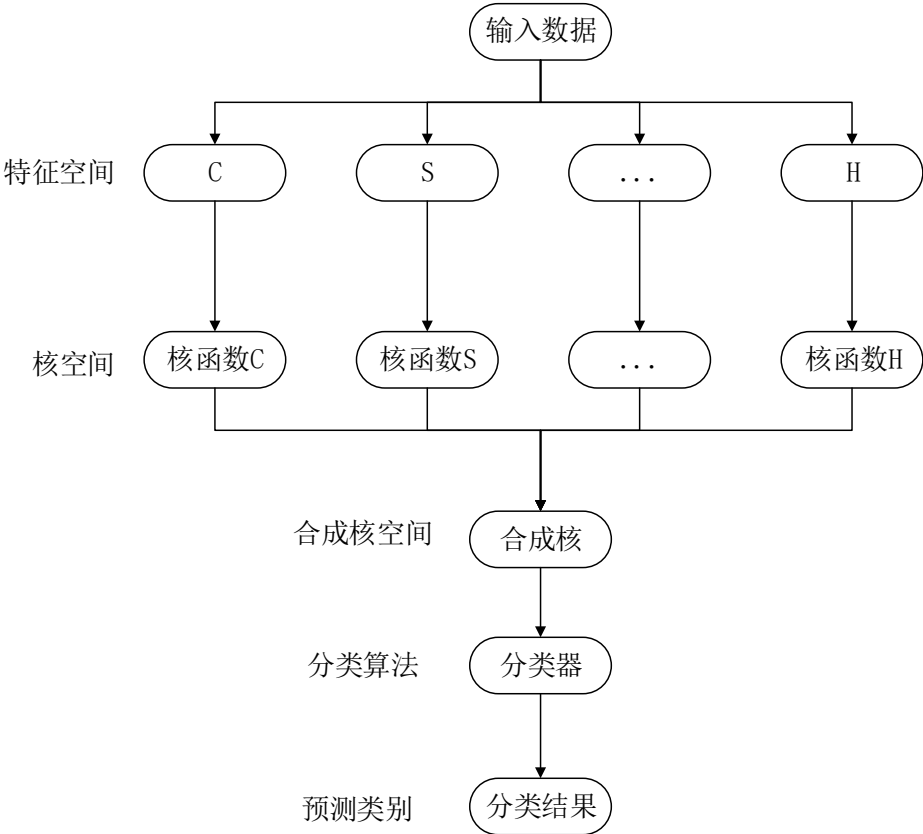 输入数据
特征空间 C S ... H
核空间 核函数C 核函数S ... 核函数H
合成核空间 合成核
分类算法 分类器
预测类别 分类结果